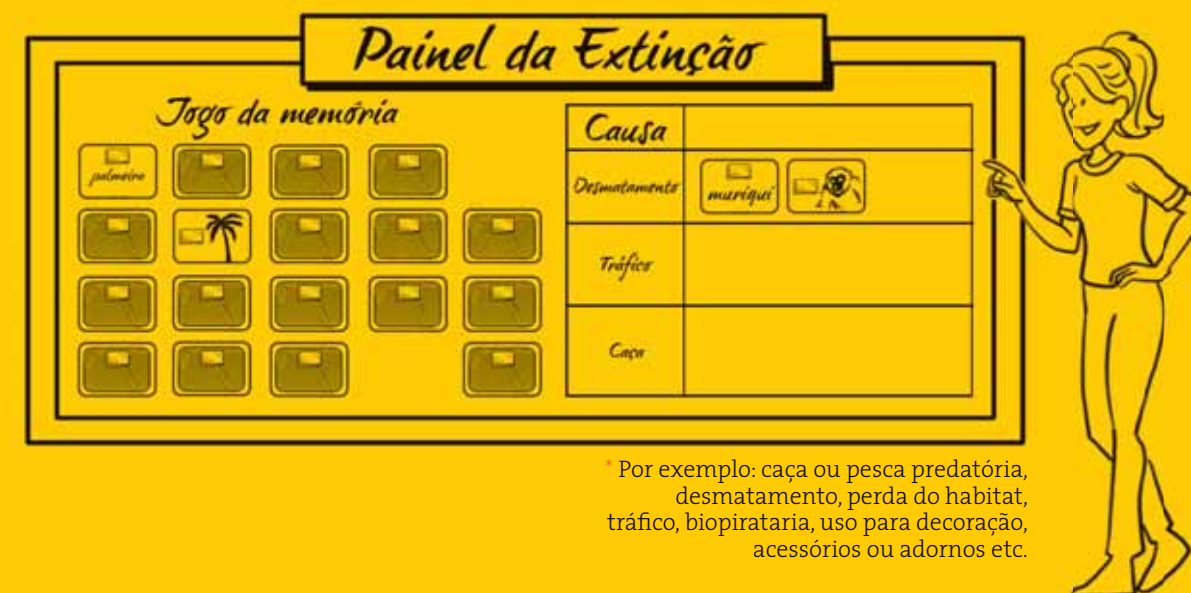 Painel da Extinção
Jogo da memória
palmeira
Causa
Desmatamento
muriqui
Tráfico
Caça
* Por exemplo: caça ou pesca predatória,
desmatamento, perda do habitat,
tráfico, biopirataria, uso para decoração,
acessórios ou adornos etc.